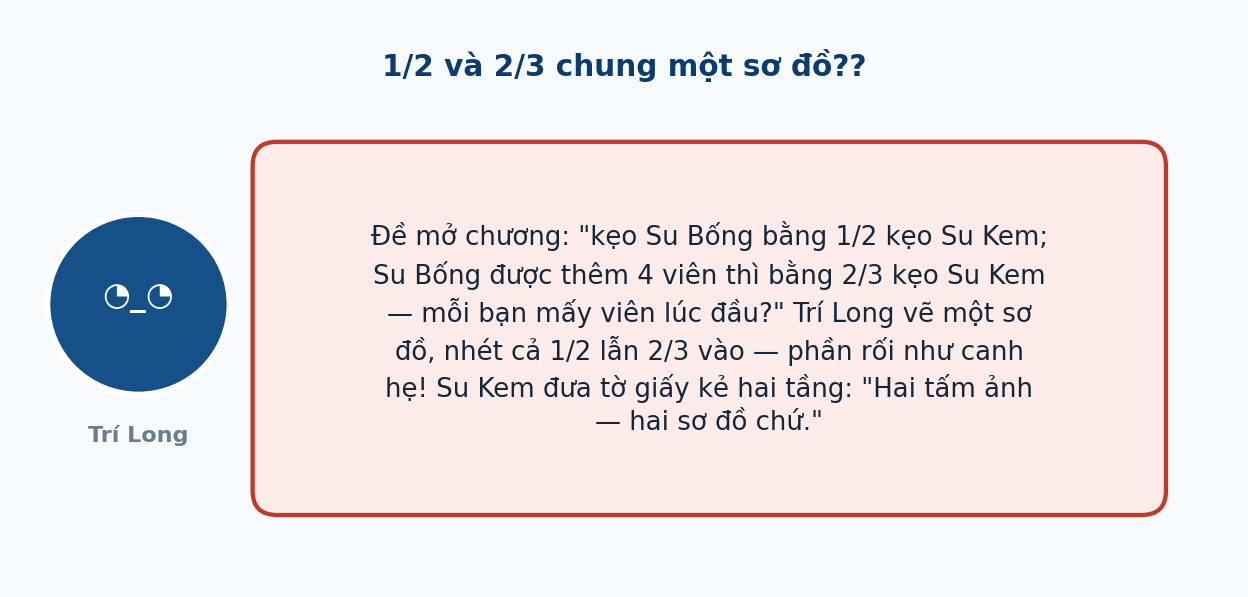 1/2 và 2/3 chung một sơ đồ??
Đề mở chương: "kẹo Su Bống bằng 1/2 kẹo Su Kem;
Su Bống được thêm 4 viên thì bằng 2/3 kẹo Su Kem
— mỗi bạn mấy viên lúc đầu?" Trí Long vẽ một sơ
đồ, nhét cả 1/2 lẫn 2/3 vào — phần rối như canh
hẹ! Su Kem đưa tờ giấy kẻ hai tầng: "Hai tấm ảnh
— hai sơ đồ chứ."
◔_◔
Trí Long